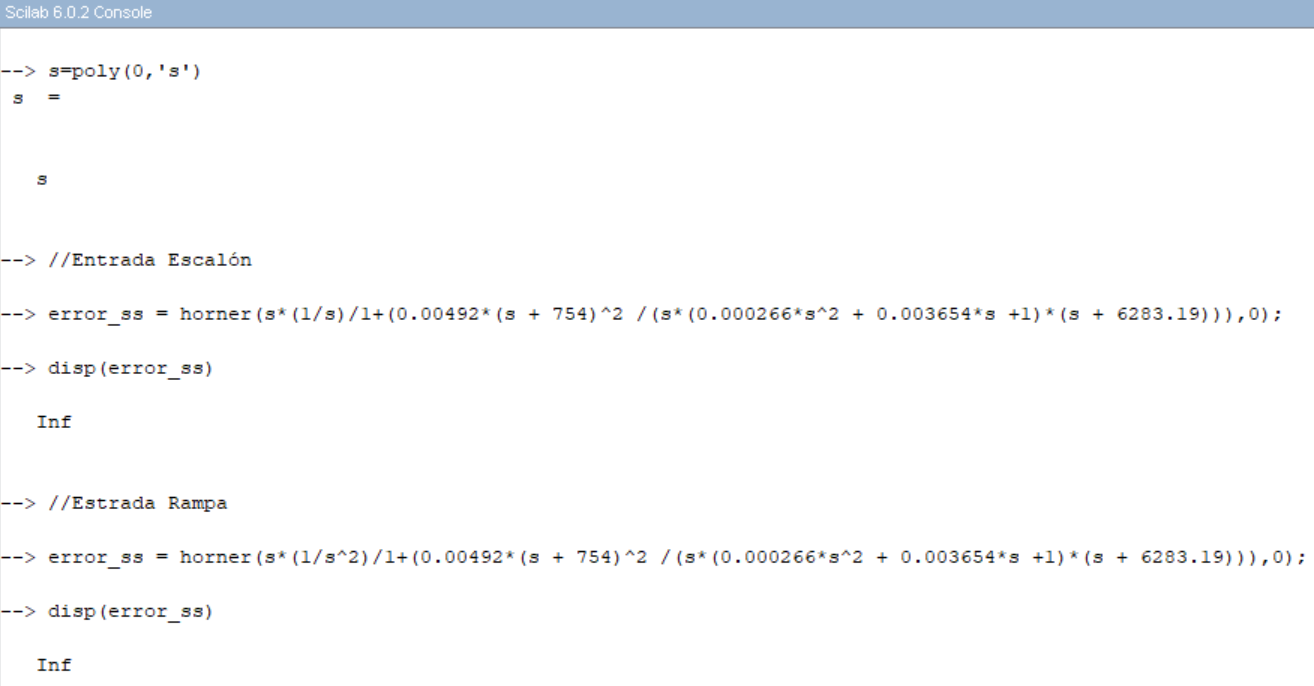 Scilab 6.0.2 Console
--> s=poly(0,'s')
s =
s
--> //Entrada Escalón
--> error_ss = horner(s*(1/s)/1+(0.00492*(s + 754)^2 /(s*(0.000266*s^2 + 0.003654*s +1)*(s + 6283.19))),0);
--> disp(error_ss)
Inf
--> //Estrada Rampa
--> error_ss = horner(s*(1/s^2)/1+(0.00492*(s + 754)^2 /(s*(0.000266*s^2 + 0.003654*s +1)*(s + 6283.19))),0);
--> disp(error_ss)
Inf